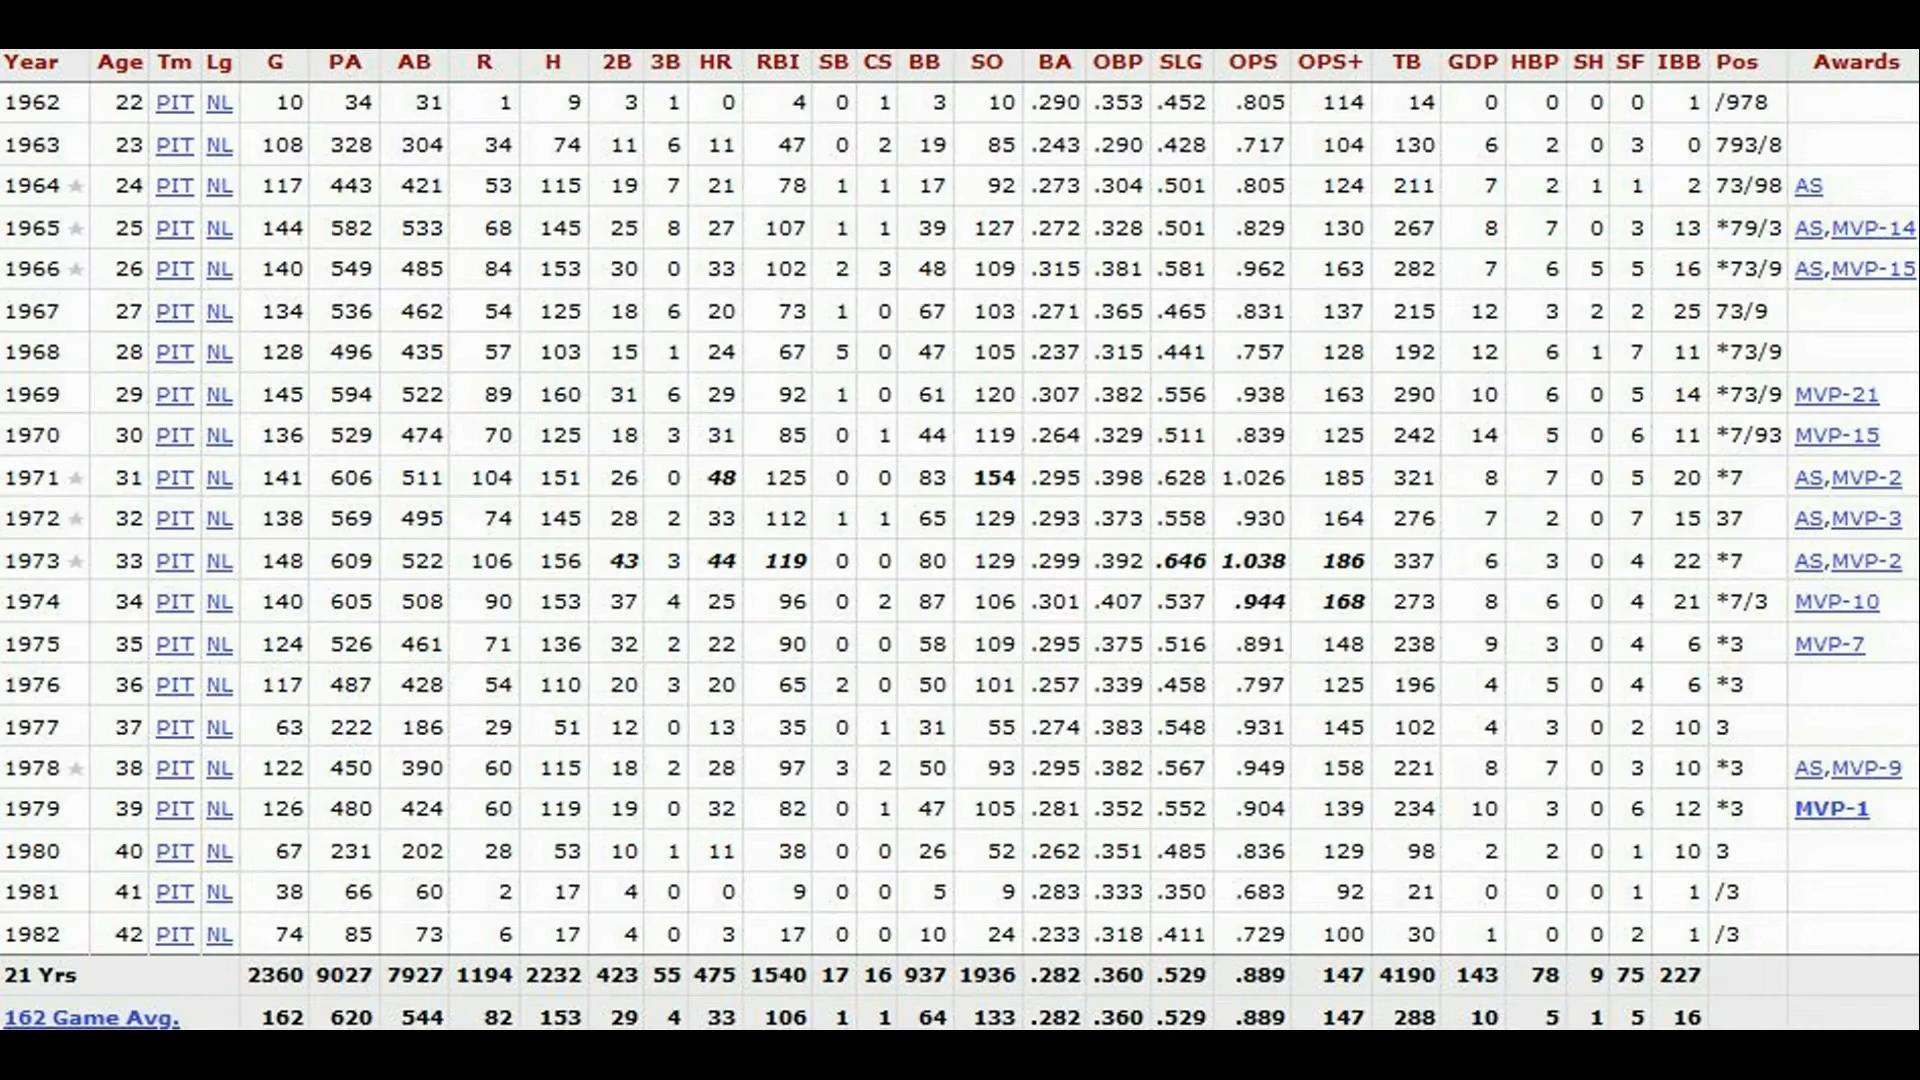 Year Age Tm Lg G PA AB R H 2B 3B HR RBI SB CS BB SO BA OBP SLG OPS OPS+ TB GDP HBP SH SF IBB Pos Awards
1962 22 PIT NL 10 34 31 1 9 3 1 0 4 0 1 3 10 .290 .353 .452 .805 114 14 0 0 0 0 1 /978
1963 23 PIT NL 108 328 304 34 74 11 6 11 47 0 2 19 85 .243 .290 .428 .717 104 130 6 2 0 3 0 793/8
1964 ★ 24 PIT NL 117 443 421 53 115 19 7 21 78 1 1 17 92 .273 .304 .501 .805 124 211 7 2 1 1 2 73/98 AS
1965 ★ 25 PIT NL 144 582 533 68 145 25 8 27 107 1 1 39 127 .272 .328 .501 .829 130 267 8 7 0 3 13 *79/3 AS,MVP-14
1966 ★ 26 PIT NL 140 549 485 84 153 30 0 33 102 2 3 48 109 .315 .381 .581 .962 163 282 7 6 5 5 16 *73/9 AS,MVP-15
1967 27 PIT NL 134 536 462 54 125 18 6 20 73 1 0 67 103 .271 .365 .465 .831 137 215 12 3 2 2 25 73/9
1968 28 PIT NL 128 496 435 57 103 15 1 24 67 5 0 47 105 .237 .315 .441 .757 128 192 12 6 1 7 11 *73/9
1969 29 PIT NL 145 594 522 89 160 31 6 29 92 1 0 61 120 .307 .382 .556 .938 163 290 10 6 0 5 14 *73/9 MVP-21
1970 30 PIT NL 136 529 474 70 125 18 3 31 85 0 1 44 119 .264 .329 .511 .839 125 242 14 5 0 6 11 *7/93 MVP-15
1971 ★ 31 PIT NL 141 606 511 104 151 26 0 48 125 0 0 83 154 .295 .398 .628 1.026 185 321 8 7 0 5 20 *7 AS,MVP-2
1972 ★ 32 PIT NL 138 569 495 74 145 28 2 33 112 1 1 65 129 .293 .373 .558 .930 164 276 7 2 0 7 15 37 AS,MVP-3
1973 ★ 33 PIT NL 148 609 522 106 156 43 3 44 119 0 0 80 129 .299 .392 .646 1.038 186 337 6 3 0 4 22 *7 AS,MVP-2
1974 34 PIT NL 140 605 508 90 153 37 4 25 96 0 2 87 106 .301 .407 .537 .944 168 273 8 6 0 4 21 *7/3 MVP-10
1975 35 PIT NL 124 526 461 71 136 32 2 22 90 0 0 58 109 .295 .375 .516 .891 148 238 9 3 0 4 6 *3 MVP-7
1976 36 PIT NL 117 487 428 54 110 20 3 20 65 2 0 50 101 .257 .339 .458 .797 125 196 4 5 0 4 6 *3
1977 37 PIT NL 63 222 186 29 51 12 0 13 35 0 1 31 55 .274 .383 .548 .931 145 102 4 3 0 2 10 3
1978 ★ 38 PIT NL 122 450 390 60 115 18 2 28 97 3 2 50 93 .295 .382 .567 .949 158 221 8 7 0 3 10 *3 AS,MVP-9
1979 39 PIT NL 126 480 424 60 119 19 0 32 82 0 1 47 105 .281 .352 .552 .904 139 234 10 3 0 6 12 *3 MVP-1
1980 40 PIT NL 67 231 202 28 53 10 1 11 38 0 0 26 52 .262 .351 .485 .836 129 98 2 2 0 1 10 3
1981 41 PIT NL 38 66 60 2 17 4 0 0 9 0 0 5 9 .283 .333 .350 .683 92 21 0 0 0 1 1 /3
1982 42 PIT NL 74 85 73 6 17 4 0 3 17 0 0 10 24 .233 .318 .411 .729 100 30 1 0 0 2 1 /3
21 Yrs 2360 9027 7927 1194 2232 423 55 475 1540 17 16 937 1936 .282 .360 .529 .889 147 4190 143 78 9 75 227
162 Game Avg. 162 620 544 82 153 29 4 33 106 1 1 64 133 .282 .360 .529 .889 147 288 10 5 1 5 16